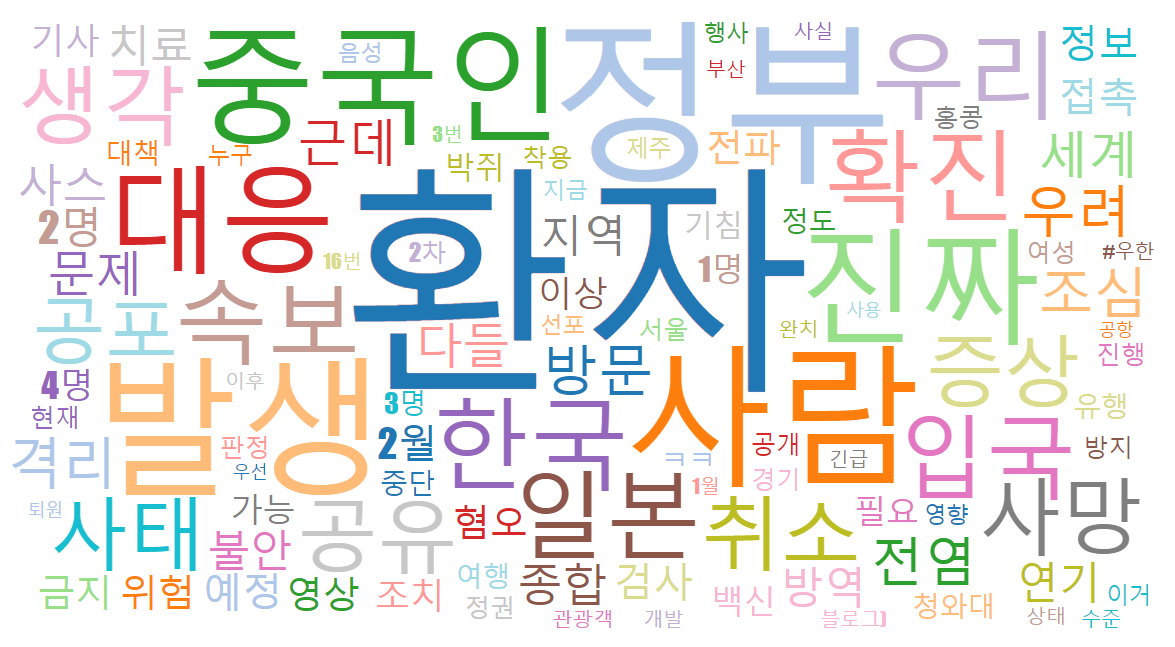 기사
치료
음성
중국인
정부
행사
사실
우리
정보
생각
부산
접촉
홍콩
대책
누구
근데
3번
박쥐
착용
제주
전파
확진
세계
사스
2명
대응
환자
지금
지역
기침
정도
우려
문제
2차
16번
1명
진짜
여성
#우한
공포
속보
이상
조심
다들
선포
서울
완치
사용
공항
발생
4명
이후
방문
사람
증상
진행
현재
3명
한국
유행
격리
판정
우선
2월
중단
ㅋㅋ
공개
긴급
입국
방지
1월
경기
퇴원
사태
가능
불안
공유
혐오
일본
취소
필요
영향
사망
전염
금지
위험
예정
영상
조치
여행
정권
종합
검사
백신
방역
청와대
연기
이거
관광객
개발
블로그)
상태
수준